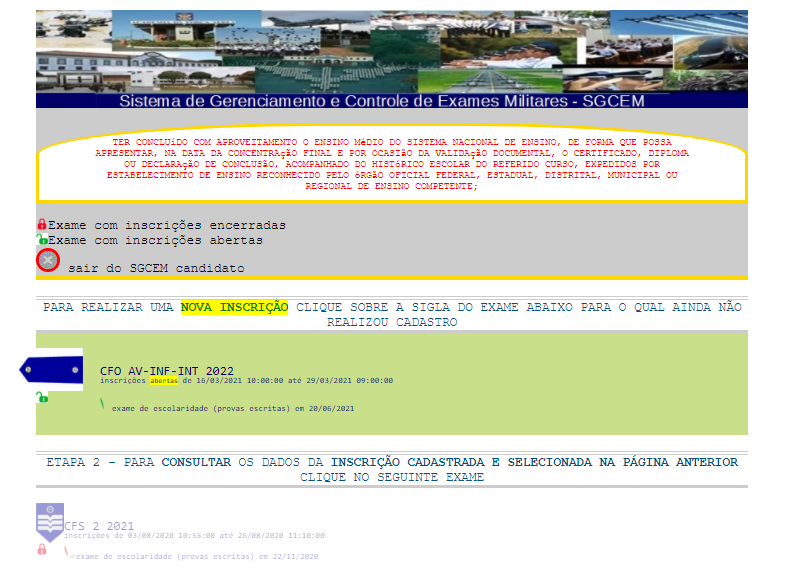 Sistema de Gerenciamento e Controle de Exames Militares - SGCEM
TER CONCLUíDO COM APROVEITAMENTO O ENSINO MéDIO DO SISTEMA NACIONAL DE ENSINO, DE FORMA QUE POSSA
APRESENTAR, NA DATA DA CONCENTRAçãO FINAL E POR OCASIÃO DA VALIDAçãO DOCUMENTAL, O CERTIFICADO, DIPLOMA
OU DECLARAçãO DE CONCLUSÃO, ACOMPANHADO DO HISTóRICO ESCOLAR DO REFERIDO CURSO, EXPEDIDOS POR
ESTABELECIMENTO DE ENSINO RECONHECIDO PELO óRGÃO OFICIAL FEDERAL, ESTADUAL, DISTRITAL, MUNICIPAL OU
REGIONAL DE ENSINO COMPETENTE;
Exame com inscrições encerradas
Exame com inscrições abertas
sair do SGCEM candidato
PARA REALIZAR UMA NOVA INSCRIÇÃO CLIQUE SOBRE A SIGLA DO EXAME ABAIXO PARA O QUAL AINDA NÃO
REALIZOU CADASTRO
CFO AV-INF-INT 2022
inscrições abertas de 16/03/2021 10:00:00 até 29/03/2021 09:00:00
exame de escolaridade (provas escritas) em 20/06/2021
ETAPA 2 - PARA CONSULTAR OS DADOS DA INSCRIÇÃO CADASTRADA E SELECIONADA NA PÁGINA ANTERIOR
CLIQUE NO SEGUINTE EXAME
CFS 2 2021
inscrições de 03/08/2020 10:55:00 até 26/08/2020 11:10:00
exame de escolaridade (provas escritas) em 22/11/2020